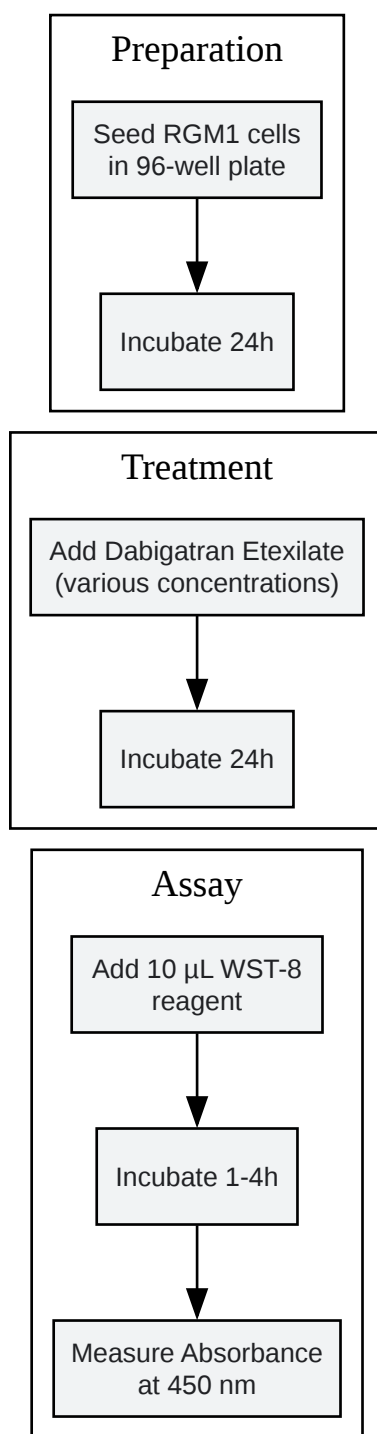 Preparation
Seed RGM1 cells
in 96-well plate
Incubate 24h
Treatment
Add Dabigatran Etexilate
(various concentrations)
Incubate 24h
Assay
Add 10 µL WST-8
reagent
Incubate 1-4h
Measure Absorbance
at 450 nm